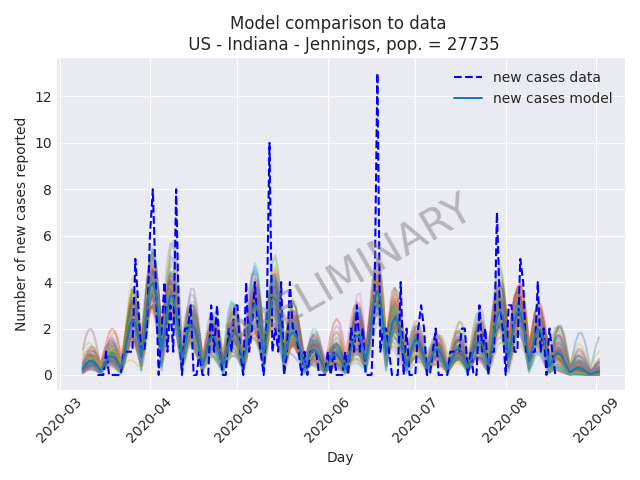 Model comparison to data
US - Indiana - Jennings, pop. = 27735
new cases data
new cases model
Number of new cases reported
12
10
8
6
4
2
0
2020-03
2020-04
2020-05
2020-06
2020-07
2020-08
2020-09
Day